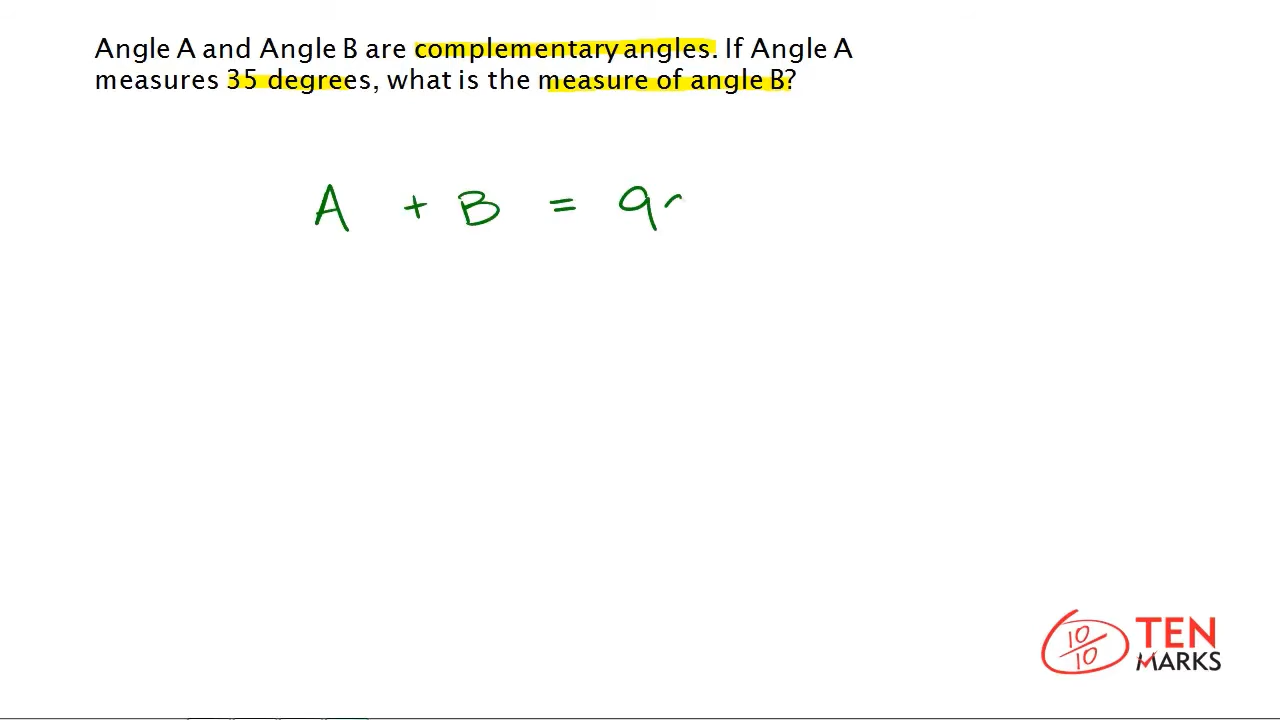 Angle A and Angle B are complementary angles. If Angle A
measures 35 degrees, what is the measure of angle B?
A + B = 9
10
10
TEN
MARKS